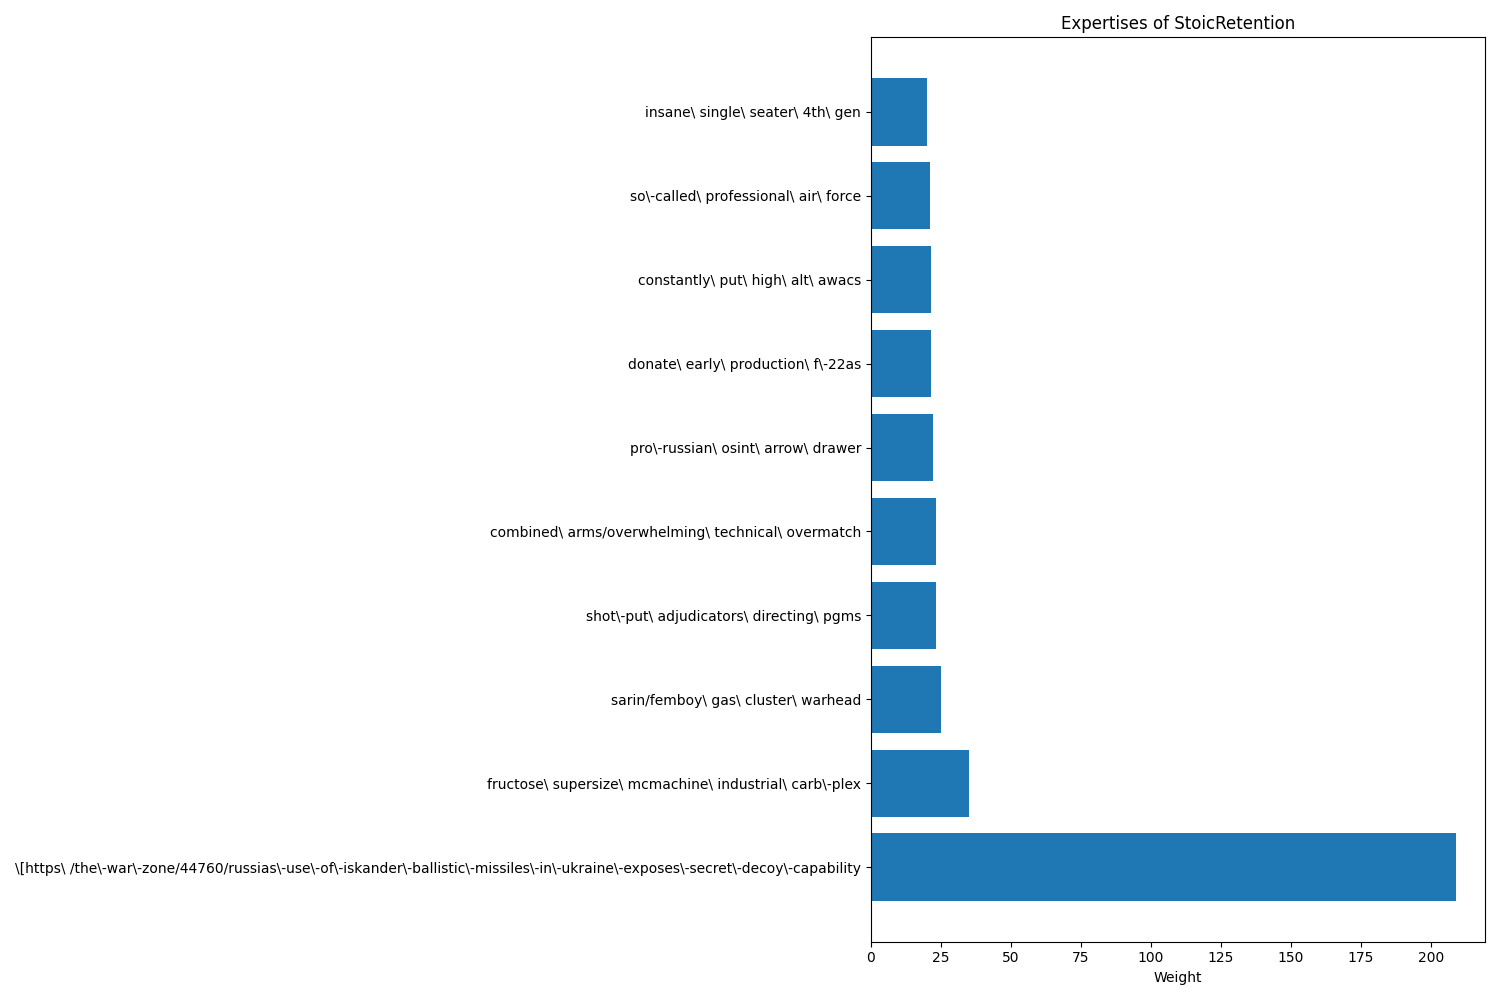 Expertises of StoicRetention
insane\ single\ seater\ 4th\ gen
so\-called\ professional\ air\ force
constantly\ put\ high\ alt\ awacs
donate\ early\ production\ f\-22as
pro\-russian\ osint\ arrow\ drawer
combined\ arms/overwhelming\ technical\ overmatch
shot\-put\ adjudicators\ directing\ pgms
sarin/femboy\ gas\ cluster\ warhead
fructose\ supersize\ mcmachine\ industrial\ carb\-plex
\[https\ /the\-war\-zone/44760/russias\-use\-of\-iskander\-ballistic\-missiles\-in\-ukraine\-exposes\-secret\-decoy\-capability
0 25 50 75 100 125 150 175 200
Weight